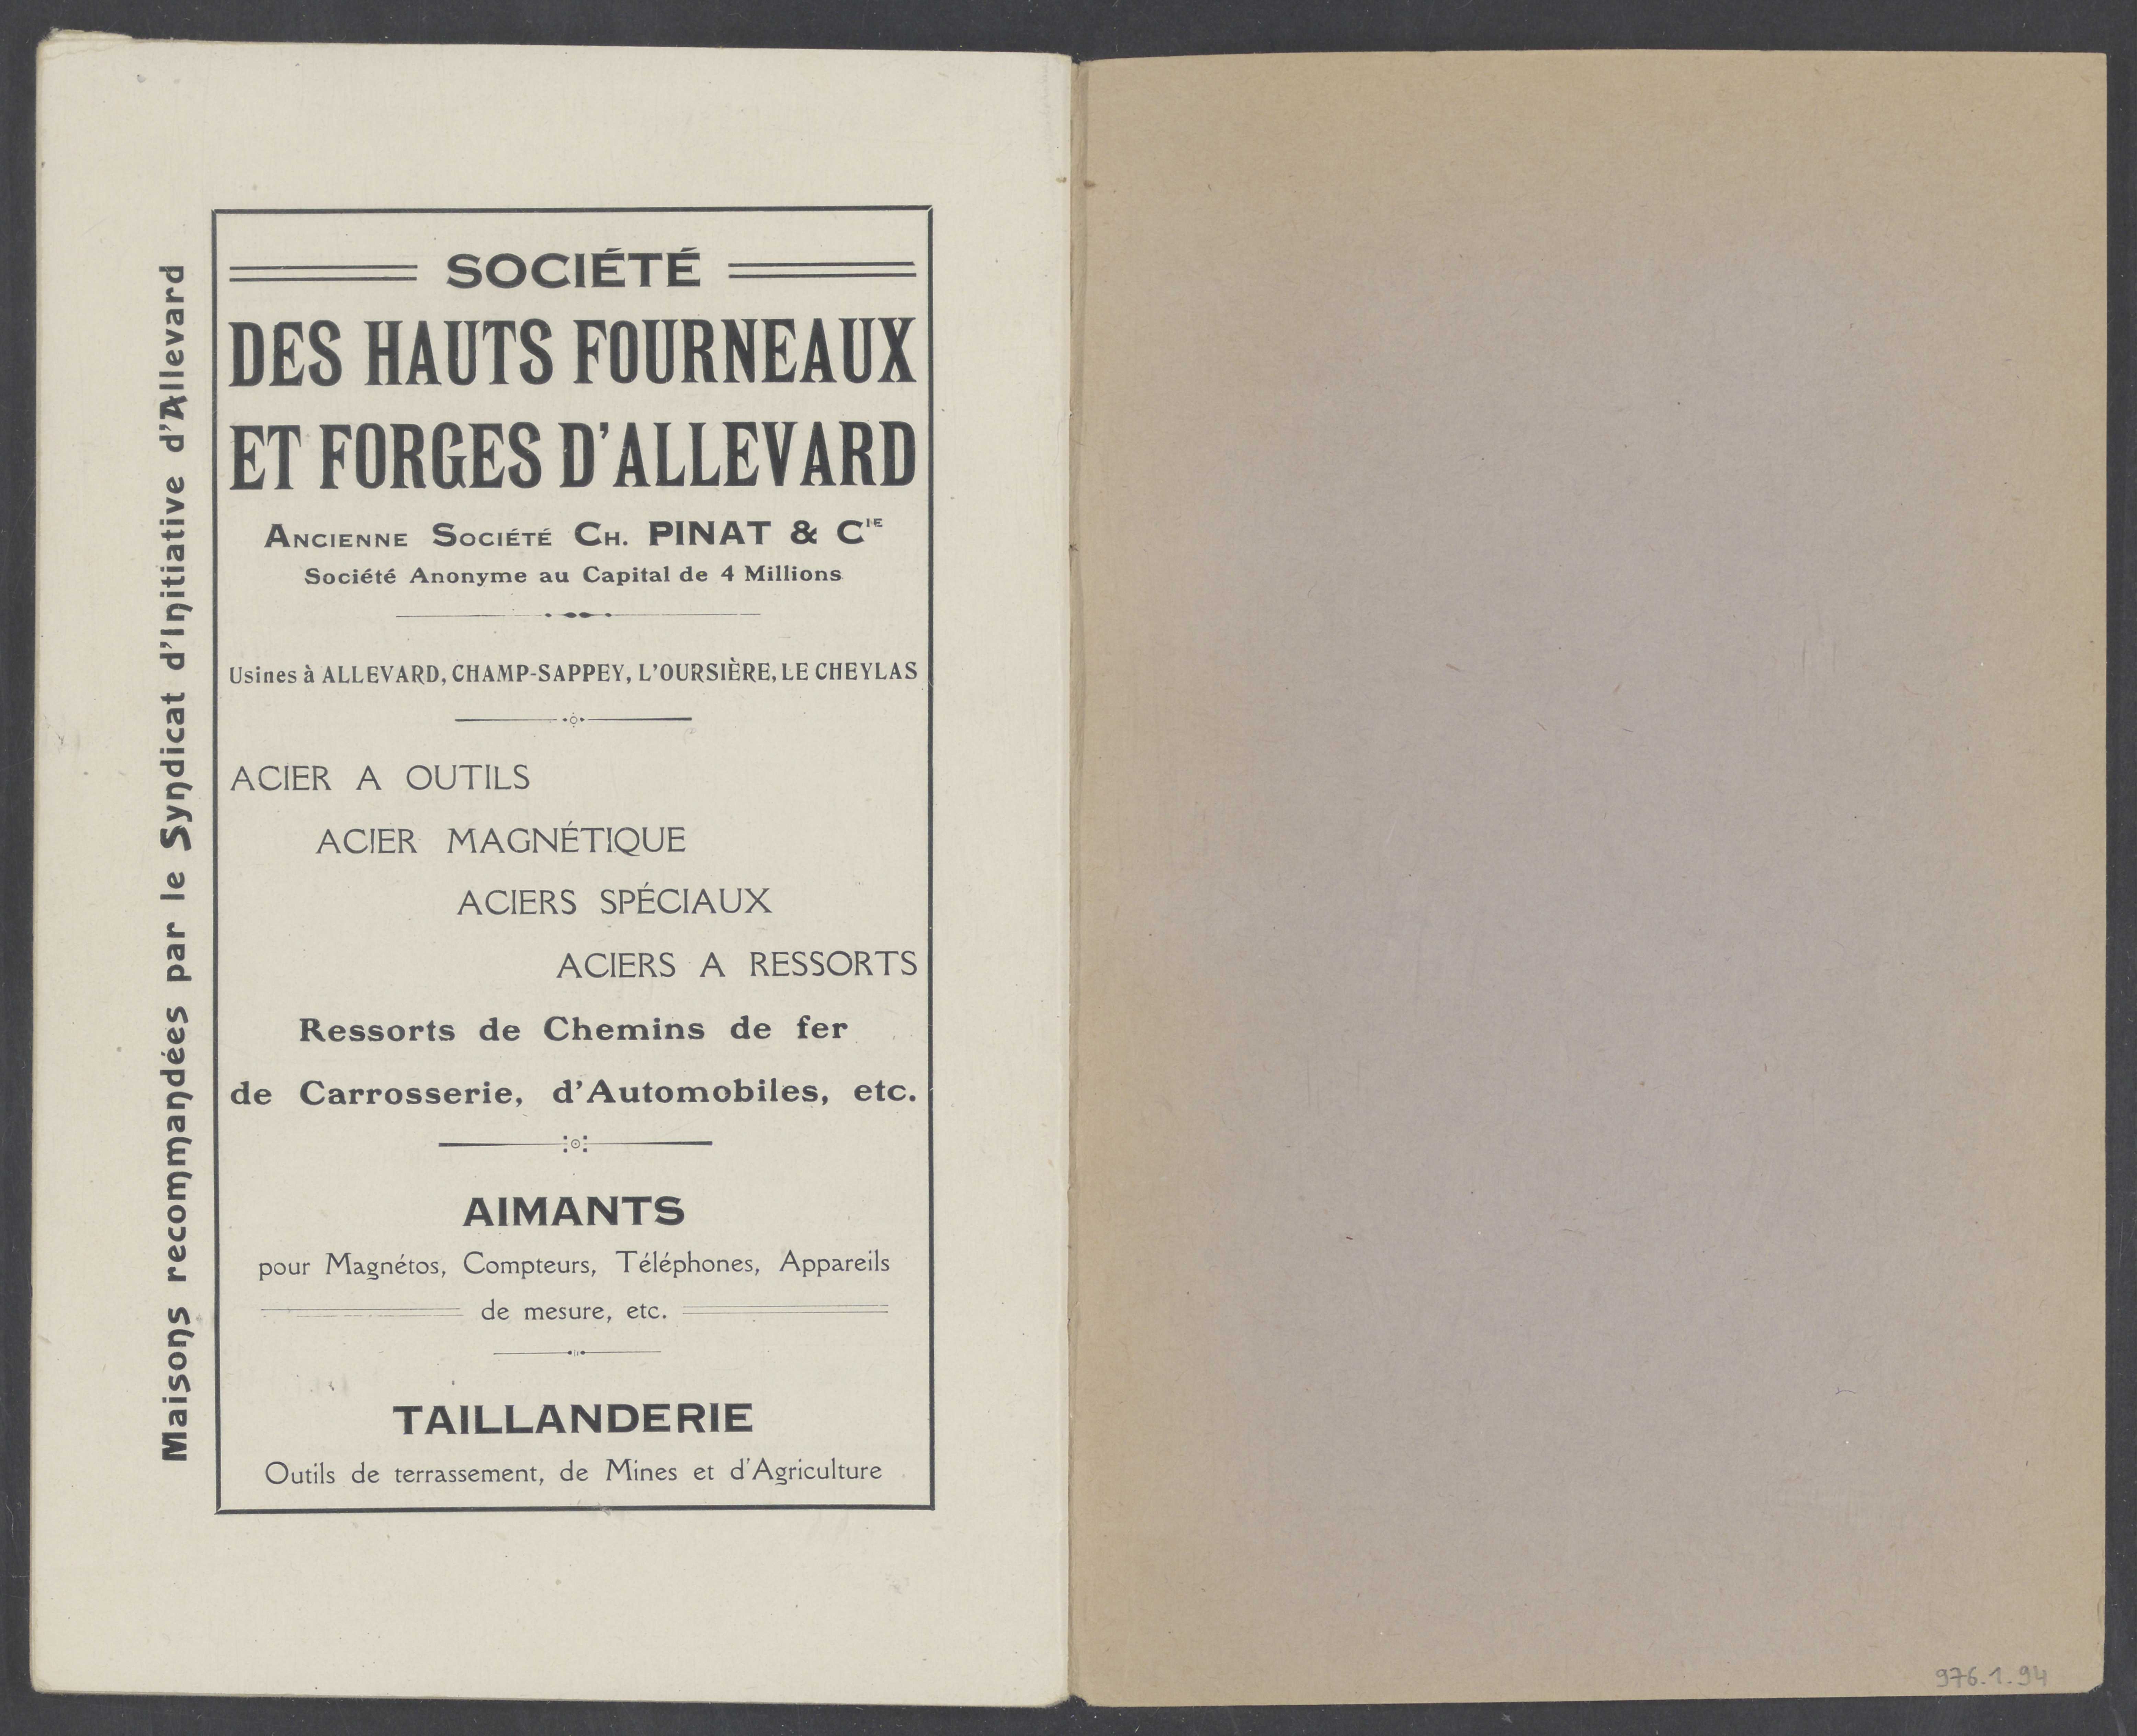 Maisons recommandées par le Syndicat d'Initiative d'Allevard
SOCIÉTÉ
DES HAUTS FOURNEAUX
ET FORGES D'ALLEVARD
ANCIENNE SOCIÉTÉ CH. PINAT & CIE
Société Anonyme au Capital de 4 Millions
Usines à ALLEVARD, CHAMP-SAPPEY, L'OURSIÈRE, LE CHEYLAS
ACIER A OUTILS
ACIER MAGNÉTIQUE
ACIERS SPÉCIAUX
ACIERS A RESSORTS
Ressorts de Chemins de fer
de Carrosserie, d'Automobiles, etc.
AIMANTS
pour Magnétos, Compteurs, Téléphones, Appareils
de mesure, etc.
TAILLANDERIE
Outils de terrassement, de Mines et d'Agriculture
976.1.94